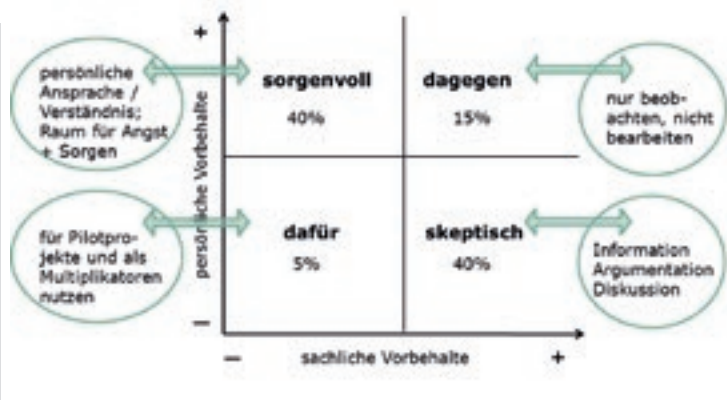 +
persönliche
Ansprache /
Verständnis;
Raum für Angst
+ Sorgen
sorgenvoll
40%
dagegen
15%
nur beob-
achten, nicht
bearbeiten
persönliche Vorbehalte
für Pilotpro-
jekte und als
Multiplikatoren
nutzen
dafür
5%
skeptisch
40%
Information
Argumentation
Diskussion
—
—
sachliche Vorbehalte
+